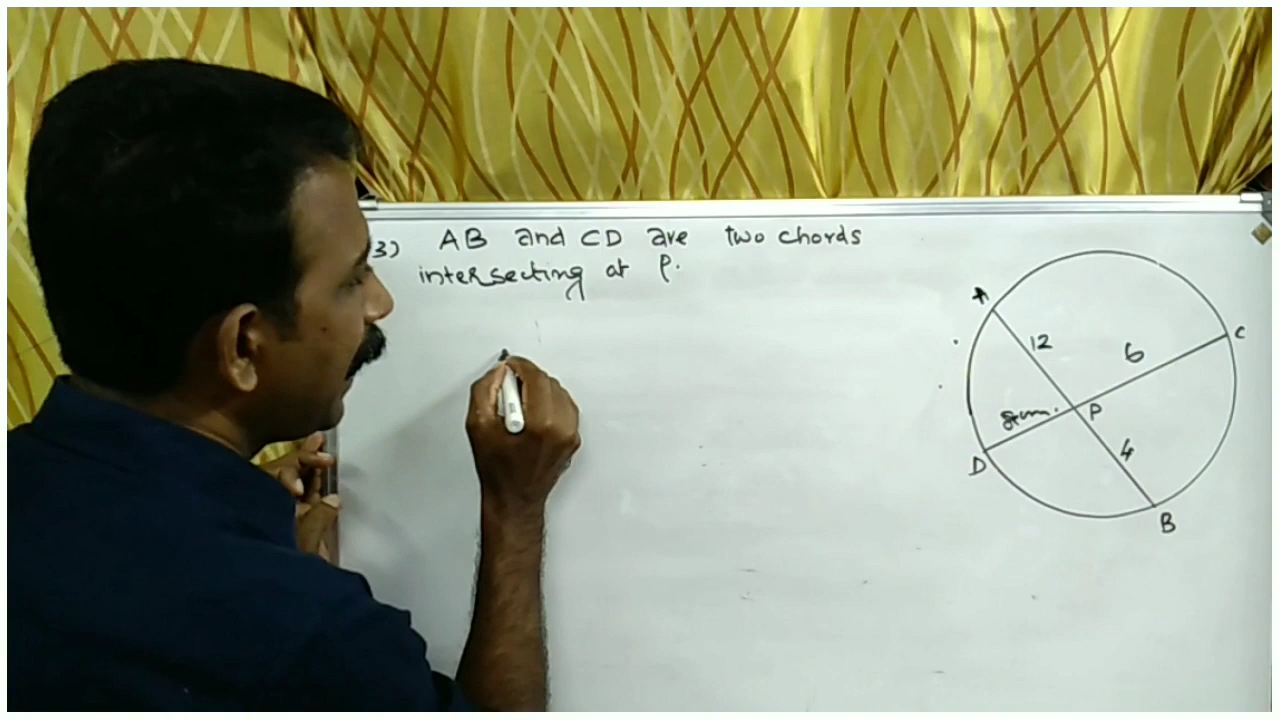 3) AB and CD are two chords
intersecting at P.
A
12
6
C
P
4
D
B